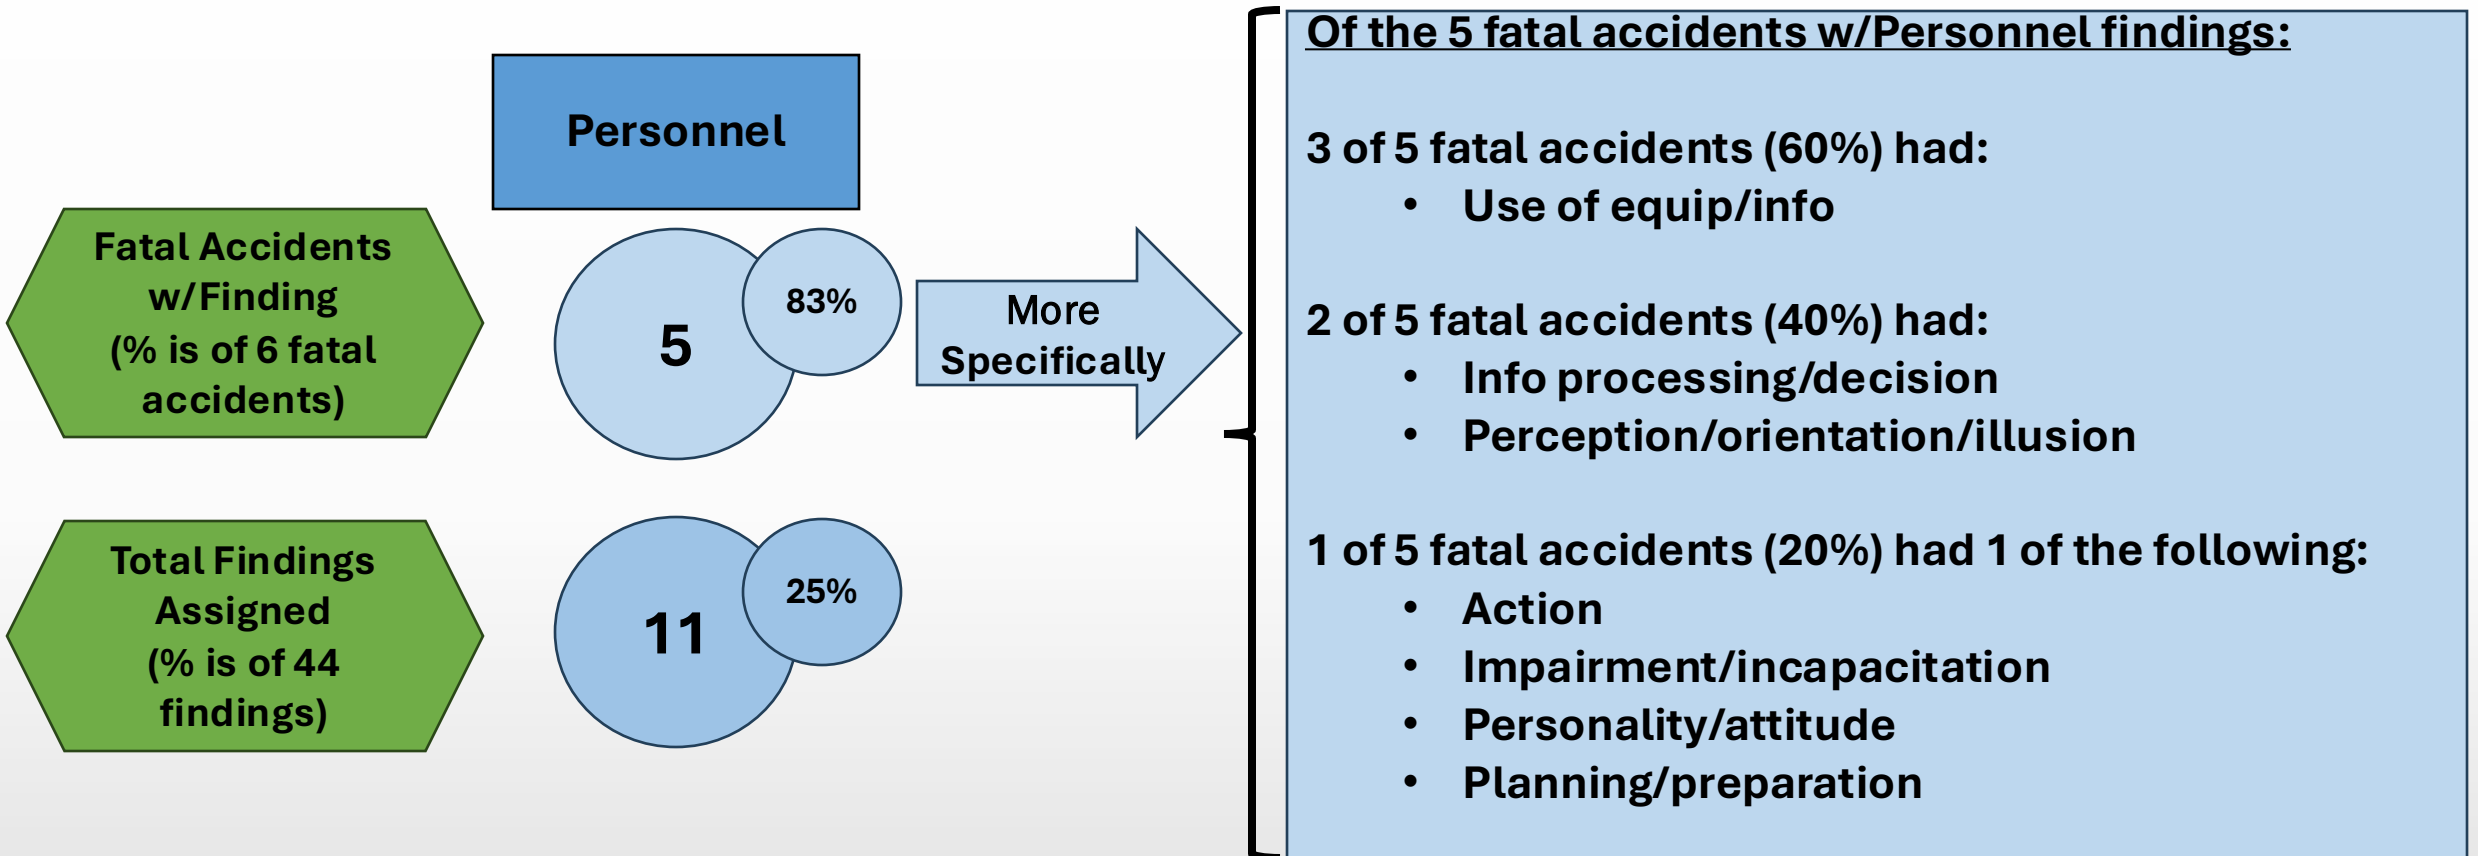 Personnel
Fatal Accidents
w/Finding
(% is of 6 fatal
accidents)
5
83%
More
Specifically
Total Findings
Assigned
(% is of 44
findings)
11
25%
Of the 5 fatal accidents w/Personnel findings:
3 of 5 fatal accidents (60%) had:
• Use of equip/info
2 of 5 fatal accidents (40%) had:
• Info processing/decision
• Perception/orientation/illusion
1 of 5 fatal accidents (20%) had 1 of the following:
• Action
• Impairment/incapacitation
• Personality/attitude
• Planning/preparation